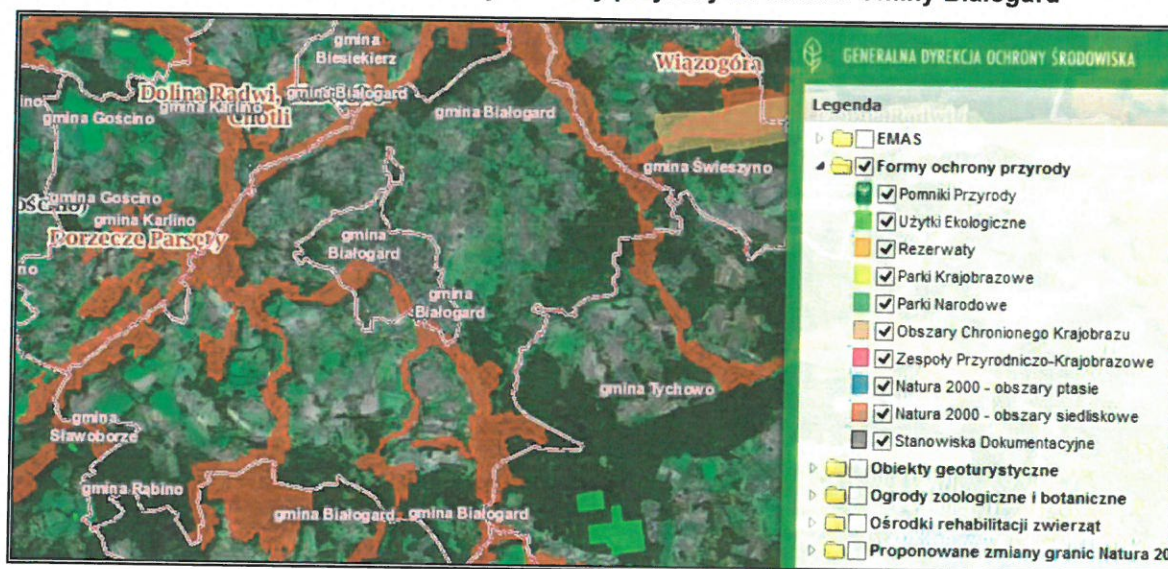 Gminy Białogard
gmina
Biesiekierz
Wiązogóra
Dolina Radwi,
Chotli
gmina Karlino
gmina Białogard
gmina Gościno
gmina Białogard
gmina Świeszyno
gmina Gościno
gmina Karlino
Dorzecze Parsęty
gmina
Białogard
gmina
Białogard
gmina Tychowo
gmina
Sławoborze
gmina Rąbino
gmina Białogard
gmina Białogard
GENERALNA DYREKCJA OCHRONY ŚRODOWISKA
Legenda
EMAS
Formy ochrony przyrody
Pomniki Przyrody
Użytki Ekologiczne
Rezerwaty
Parki Krajobrazowe
Parki Narodowe
Obszary Chronionego Krajobrazu
Zespoły Przyrodniczo-Krajobrazowe
Natura 2000 - obszary ptasie
Natura 2000 - obszary siedliskowe
Stanowiska Dokumentacyjne
Obiekty geoturystyczne
Ogrody zoologiczne i botaniczne
Ośrodki rehabilitacji zwierząt
Proponowane zmiany granic Natura 20